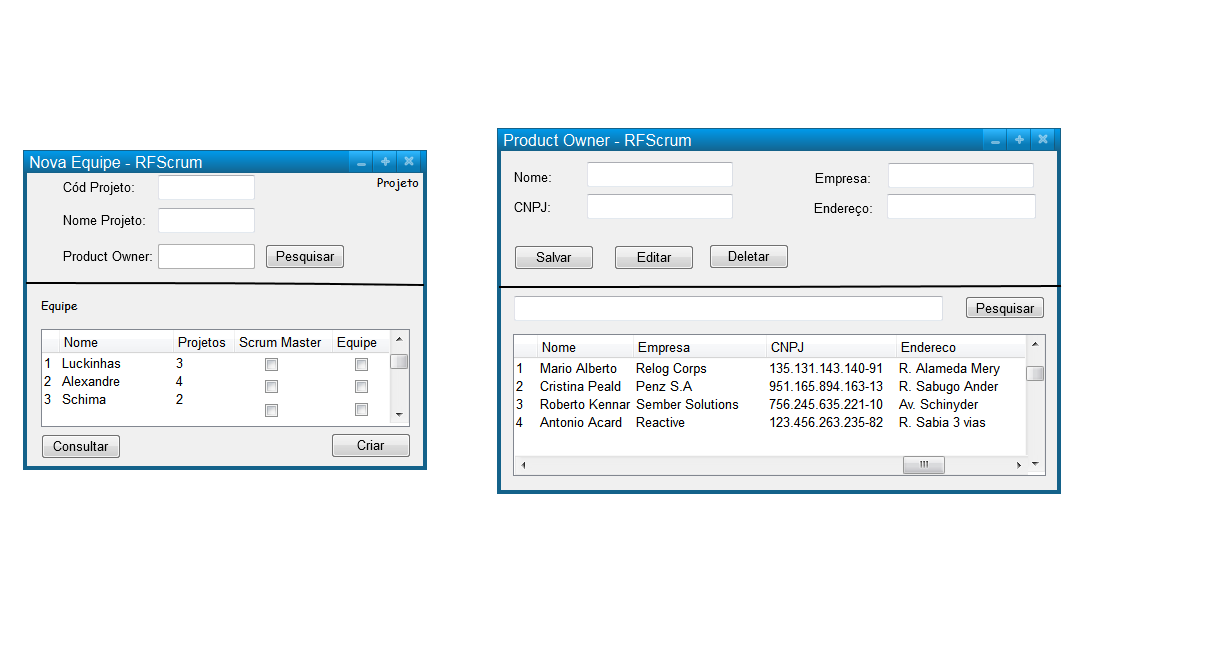 Nova Equipe - RFScrum
Projeto
Cód Projeto:
Nome Projeto:
Product Owner: Pesquisar
Equipe
Nome Projetos Scrum Master Equipe
1 Luckinhas 3
2 Alexandre 4
3 Schima 2
Consultar Criar
Product Owner - RFScrum
Nome: Empresa:
CNPJ: Endereço:
Salvar Editar Deletar
Pesquisar
Nome Empresa CNPJ Endereco
1 Mario Alberto Relog Corps 135.131.143.140-91 R. Alameda Mery
2 Cristina Peald Penz S.A 951.165.894.163-13 R. Sabugo Ander
3 Roberto Kennar Sember Solutions 756.245.635.221-10 Av. Schinyder
4 Antonio Acard Reactive 123.456.263.235-82 R. Sabia 3 vias